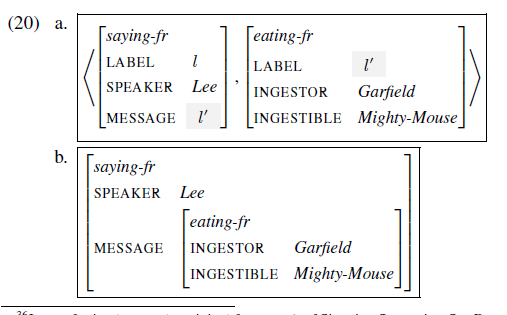 (20) a.
saying-fr eating-fr
LABEL l LABEL l′
SPEAKER Lee , INGESTOR Garfield
MESSAGE l′ INGESTIBLE Mighty-Mouse
b.
saying-fr
SPEAKER Lee
eating-fr
MESSAGE INGESTOR Garfield
INGESTIBLE Mighty-Mouse